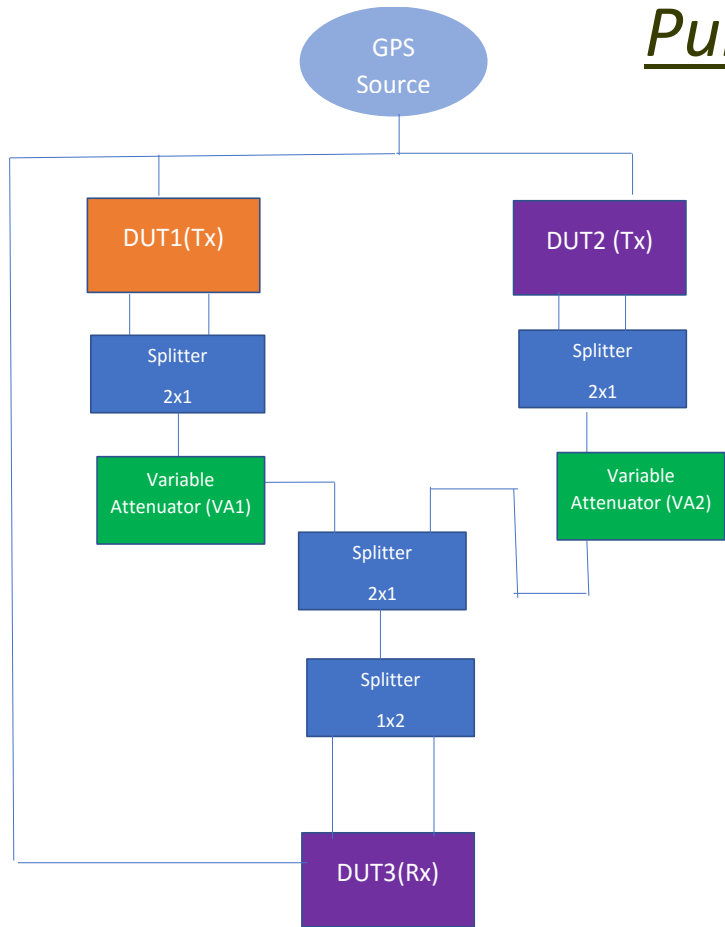 GPS
Source
DUT1(Tx)
DUT2 (Tx)
Splitter
2x1
Splitter
2x1
Variable
Attenuator (VA1)
Variable
Attenuator (VA2)
Splitter
2x1
Splitter
1x2
DUT3(Rx)